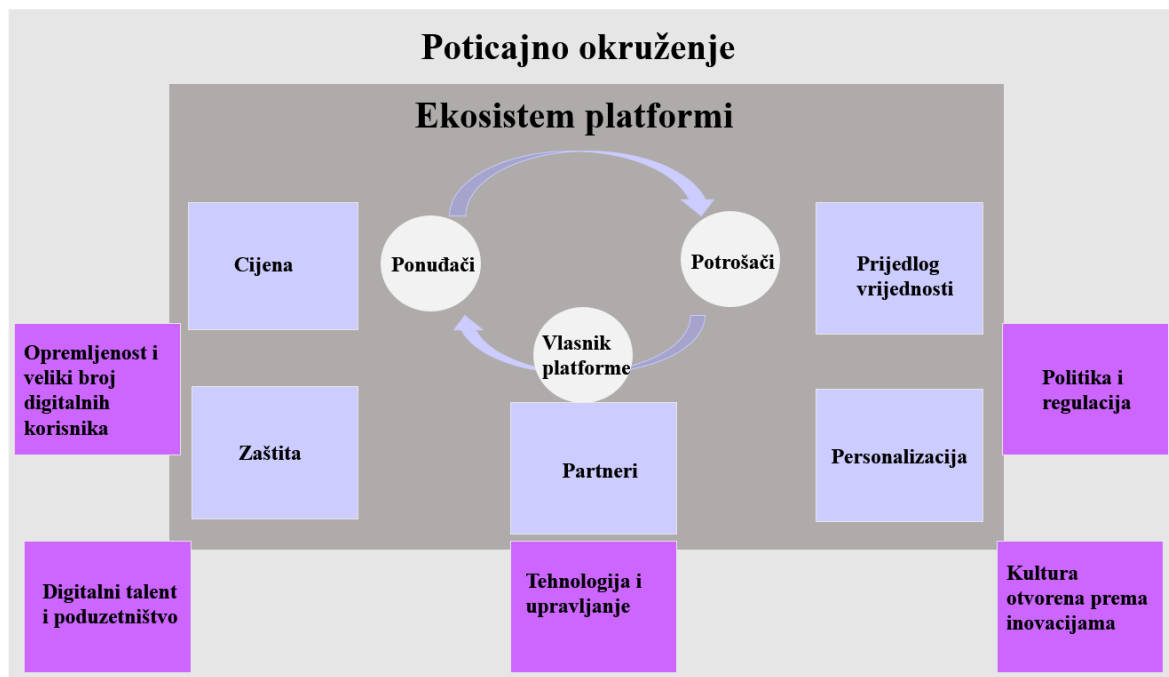 Poticajno okruženje
Ekosistem platformi
Cijena
Ponuđači
Potrošači
Prijedlog
vrijednosti
Vlasnik
platforme
Opremljenost i
veliki broj
digitalnih
korisnika
Politika i
regulacija
Zaštita
Partneri
Personalizacija
Digitalni talent
i poduzetništvo
Tehnologija i
upravljanje
Kultura
otvorena prema
inovacijama